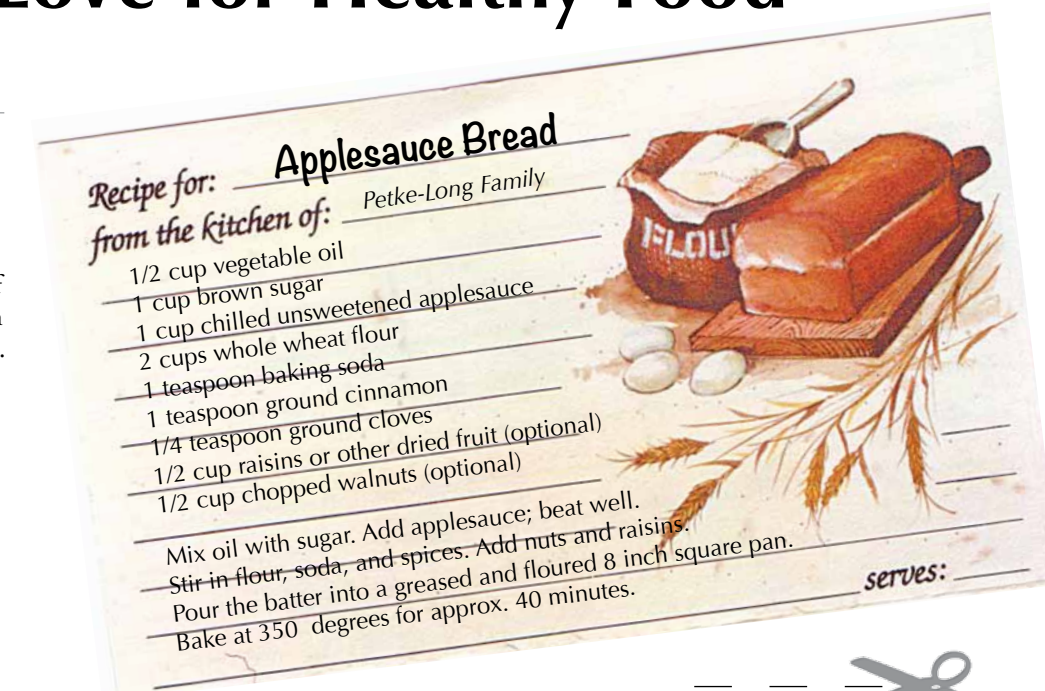 Love for Healthy Food
Recipe for: Applesauce Bread
from the kitchen of: Petke-Long Family
1/2 cup vegetable oil
1 cup brown sugar
1 cup chilled unsweetened applesauce
2 cups whole wheat flour
1 teaspoon baking soda
1 teaspoon ground cinnamon
1/4 teaspoon ground cloves
1/2 cup raisins or other dried fruit (optional)
1/2 cup chopped walnuts (optional)
Mix oil with sugar. Add applesauce; beat well.
Stir in flour, soda, and spices. Add nuts and raisins.
Pour the batter into a greased and floured 8 inch square pan.
Bake at 350 degrees for approx. 40 minutes.
serves:
FLOU